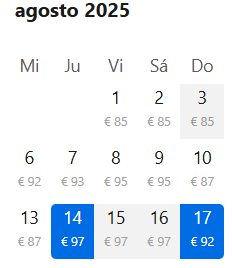 agosto 2025
Mi Ju Vi Sá Do
1 2 3
€ 85 € 85 € 85
6 7 8 9 10
€ 92 € 93 € 95 € 95 € 87
13 14 15 16 17
€ 87 € 97 € 97 € 97 € 92